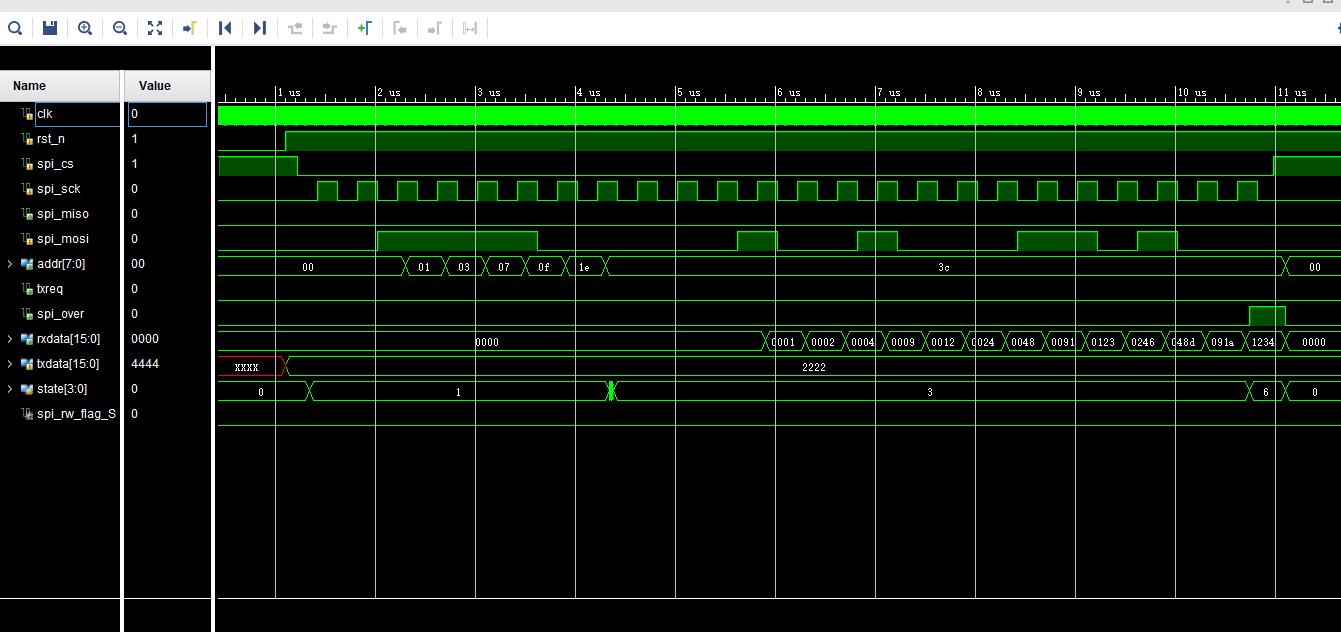 Name Value
1 us 2 us 3 us 4 us 5 us 6 us 7 us 8 us 9 us 10 us 11 us
clk 0
rst_n 1
spi_cs 1
spi_sck 0
spi_miso 0
spi_mosi 0
addr[7:0] 00 00 01 03 07 0f 1e 3c 00
txreq 0
spi_over 0
rxdata[15:0] 0000 0000 0001 0002 0004 0009 0012 0024 0048 0091 0123 0246 048d 091a 1234 0000
txdata[15:0] 4444 XXXX 2222
state[3:0] 0 0 1 3 6 0
spi_rw_flag_S 0